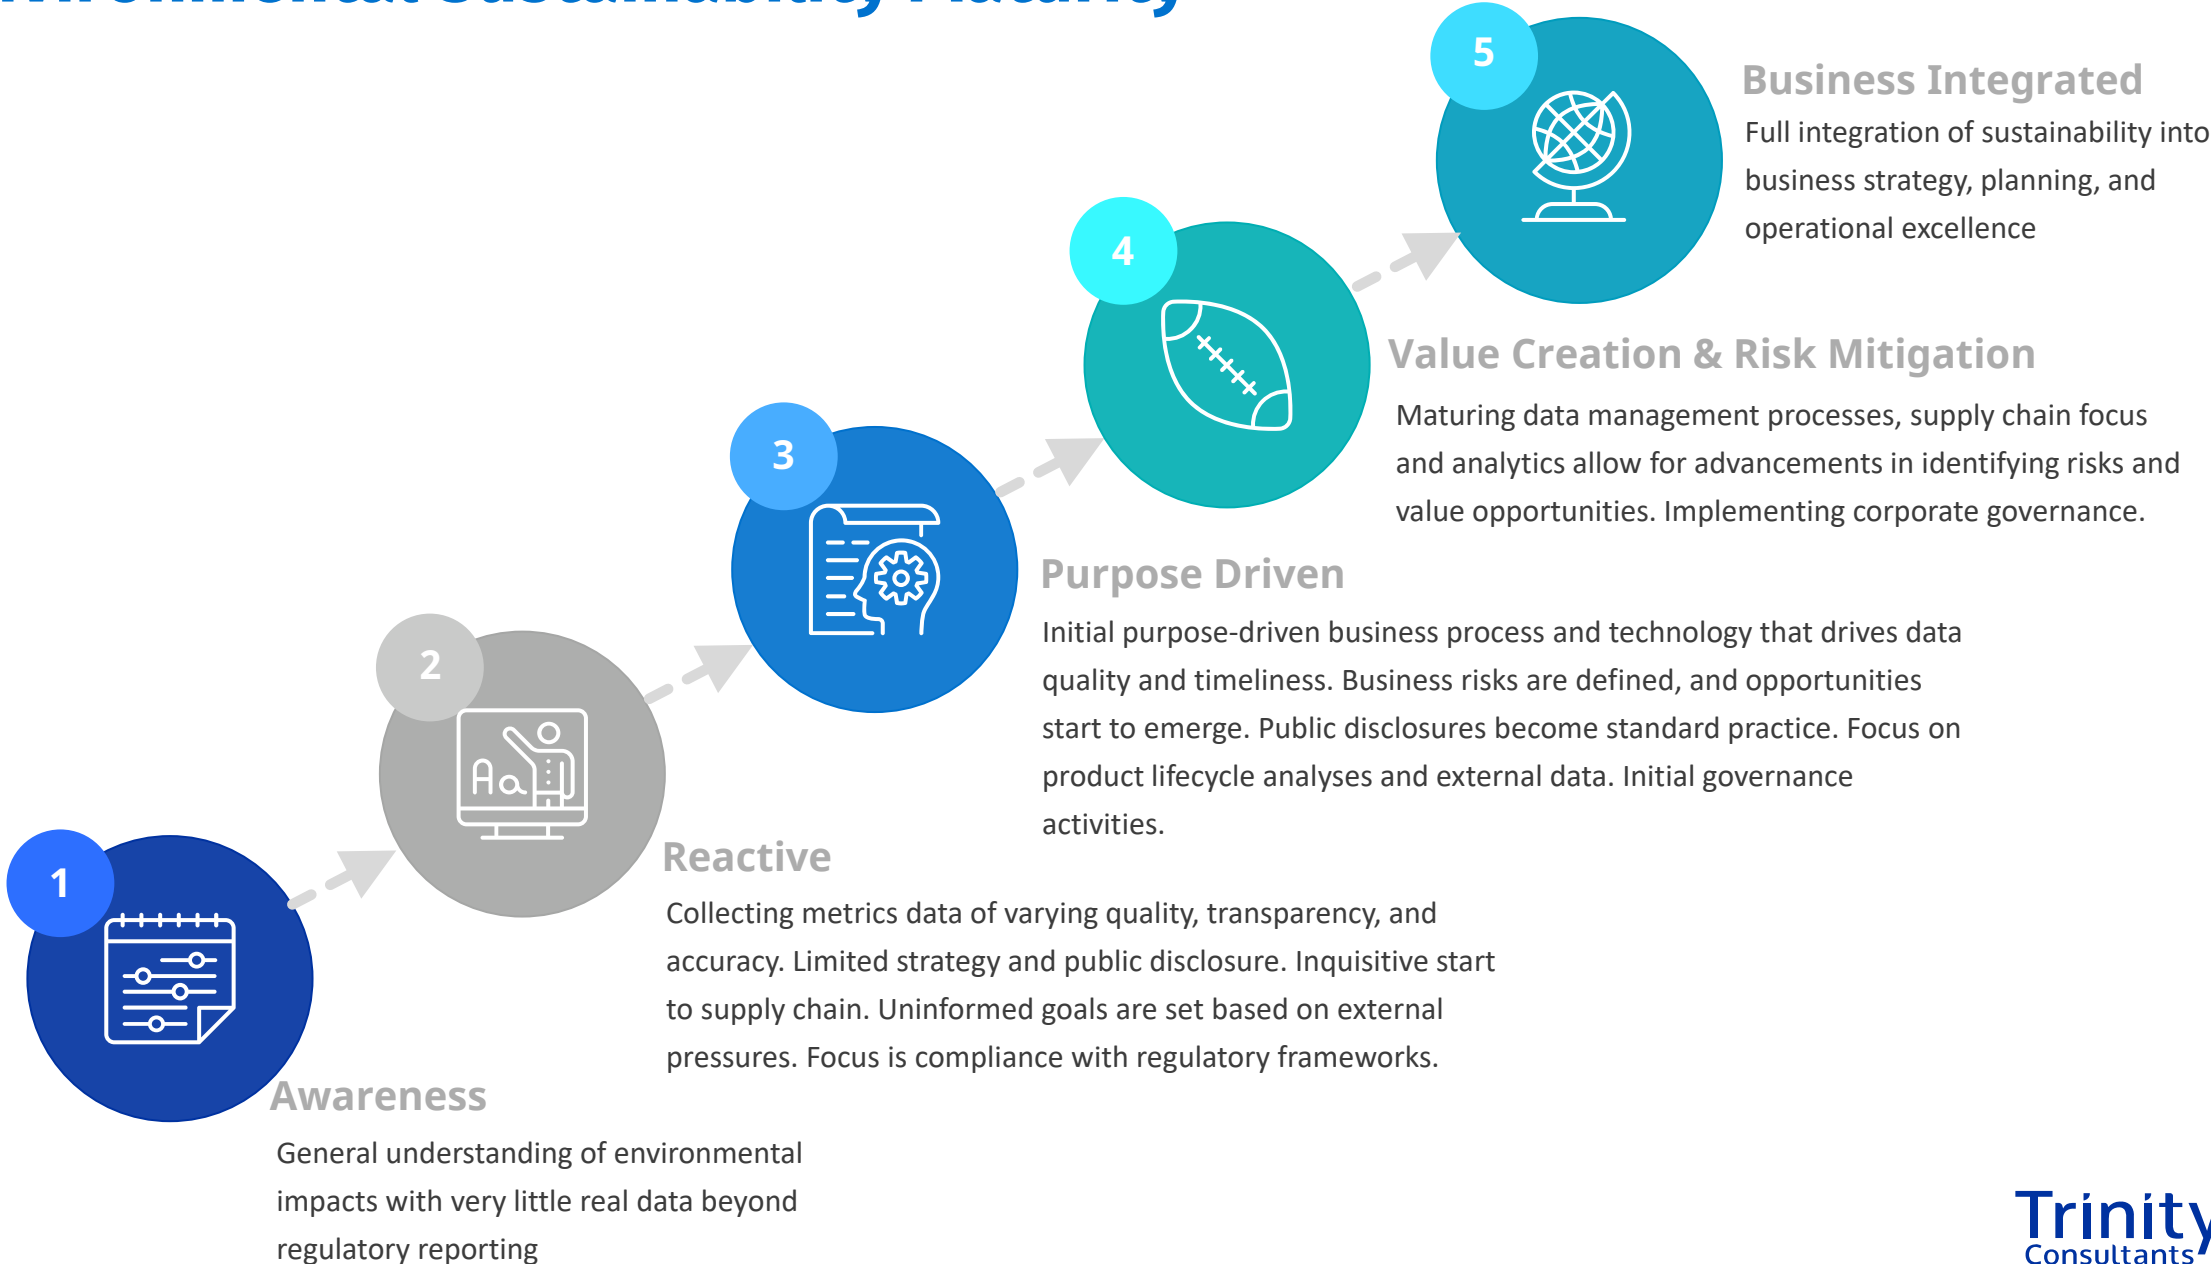 Sustainability Maturity
5
Business Integrated
Full integration of sustainability into
business strategy, planning, and
operational excellence
4
Value Creation & Risk Mitigation
Maturing data management processes, supply chain focus
and analytics allow for advancements in identifying risks and
value opportunities. Implementing corporate governance.
3
Purpose Driven
Initial purpose-driven business process and technology that drives data
quality and timeliness. Business risks are defined, and opportunities
start to emerge. Public disclosures become standard practice. Focus on
product lifecycle analyses and external data. Initial governance
activities.
2
Aa
Reactive
Collecting metrics data of varying quality, transparency, and
accuracy. Limited strategy and public disclosure. Inquisitive start
to supply chain. Uninformed goals are set based on external
pressures. Focus is compliance with regulatory frameworks.
1
Awareness
General understanding of environmental
impacts with very little real data beyond
regulatory reporting
Trinity
Consultants